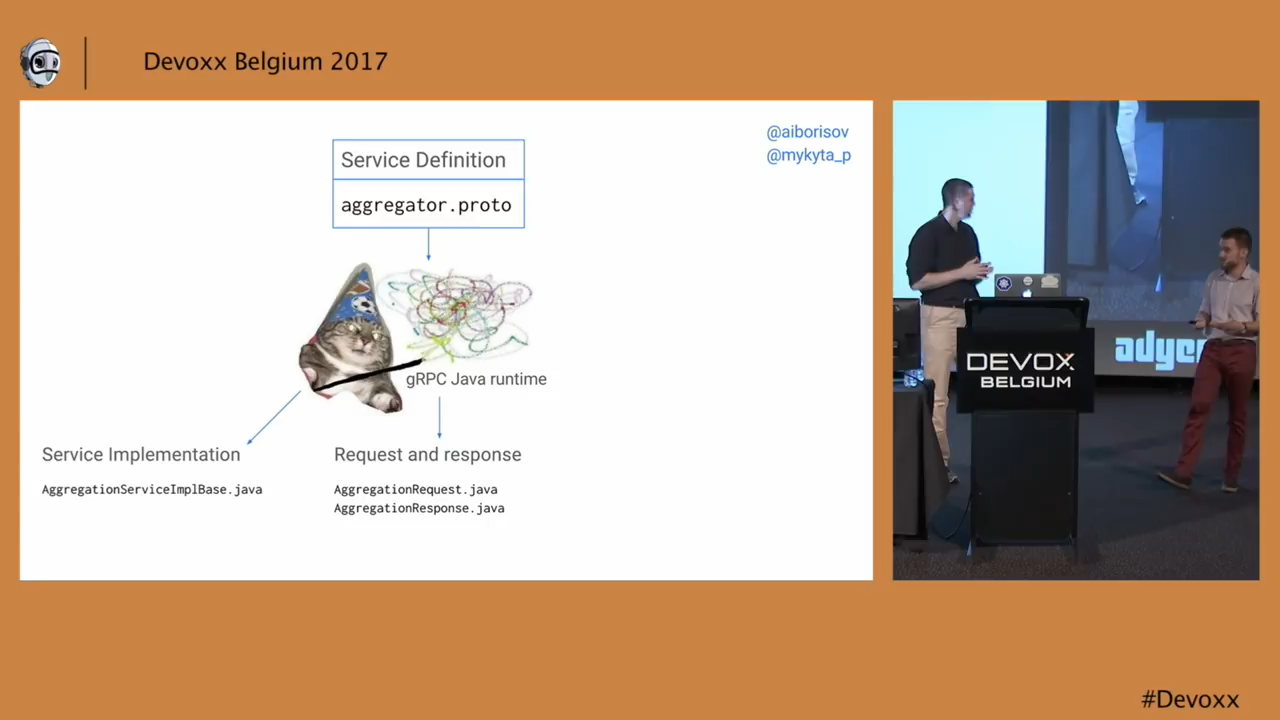 Devoxx Belgium 2017
@aiborisov
@mykyta_p
Service Definition
aggregator.proto
gRPC Java runtime
Service Implementation
AggregationServiceImplBase.java
Request and response
AggregationRequest.java
AggregationResponse.java
DEVOXX
BELGIUM
#Devoxx